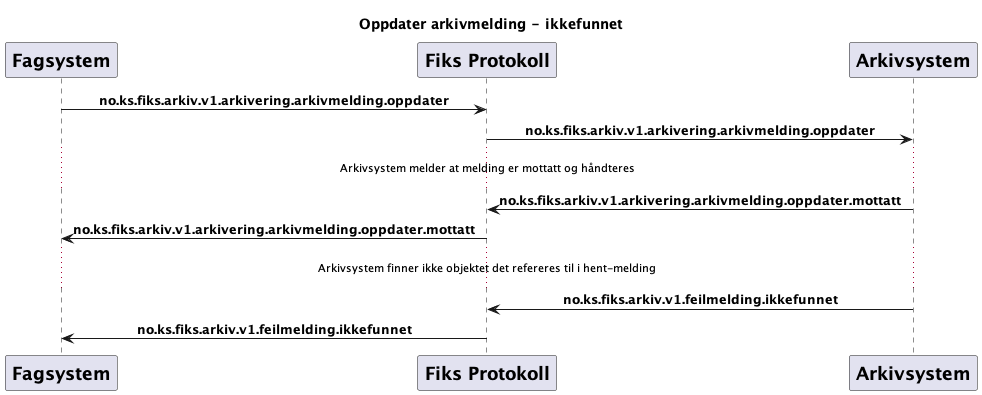 Oppdater arkivmelding - ikkefunnet
Fagsystem
Fiks Protokoll
Arkivsystem
no.ks.fiks.arkiv.v1.arkivering.arkivmelding.oppdater
no.ks.fiks.arkiv.v1.arkivering.arkivmelding.oppdater
Arkivsystem melder at melding er mottatt og håndteres
no.ks.fiks.arkiv.v1.arkivering.arkivmelding.oppdater.mottatt
no.ks.fiks.arkiv.v1.arkivering.arkivmelding.oppdater.mottatt
Arkivsystem finner ikke objektet det refereres til i hent-melding
no.ks.fiks.arkiv.v1.feilmelding.ikkefunnet
no.ks.fiks.arkiv.v1.feilmelding.ikkefunnet
Fagsystem
Fiks Protokoll
Arkivsystem